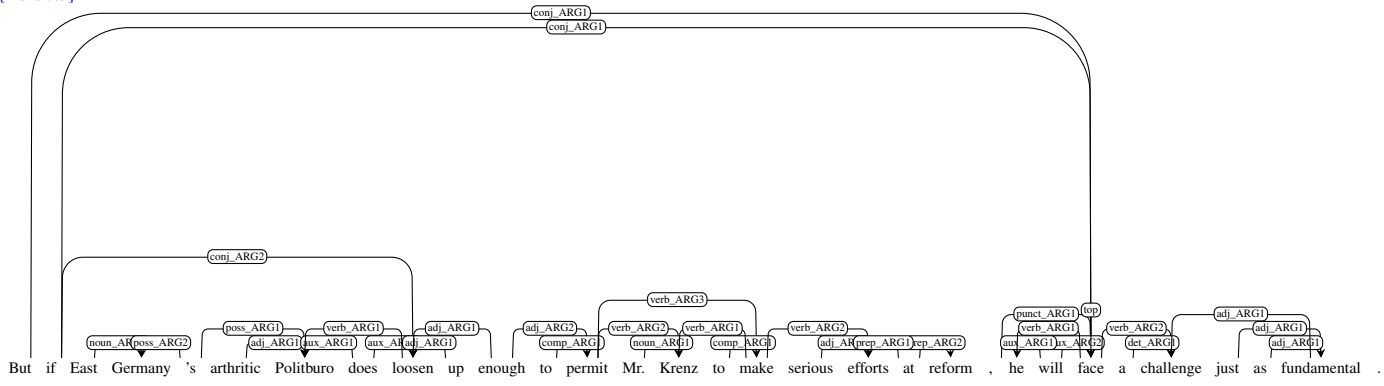 conj_ARG1
conj_ARG1
conj_ARG2
verb_ARG3
punct_ARG1 top adj_ARG1
poss_ARG1 verb_ARG1 adj_ARG1 adj_ARG2 verb_ARG2 verb_ARG1 verb_ARG2 verb_ARG1 verb_ARG2 adj_ARG1
poss_ARG2 adj_ARG1 aux_ARG1 adj_ARG1 comp_ARG1 noun_ARG1 comp_ARG1 prep_ARG1 det_ARG1 adj_ARG1
But if East Germany 's arthritic Politburo does loosen up enough to permit Mr. Krenz to make serious efforts at reform , he will face a challenge just as fundamental .